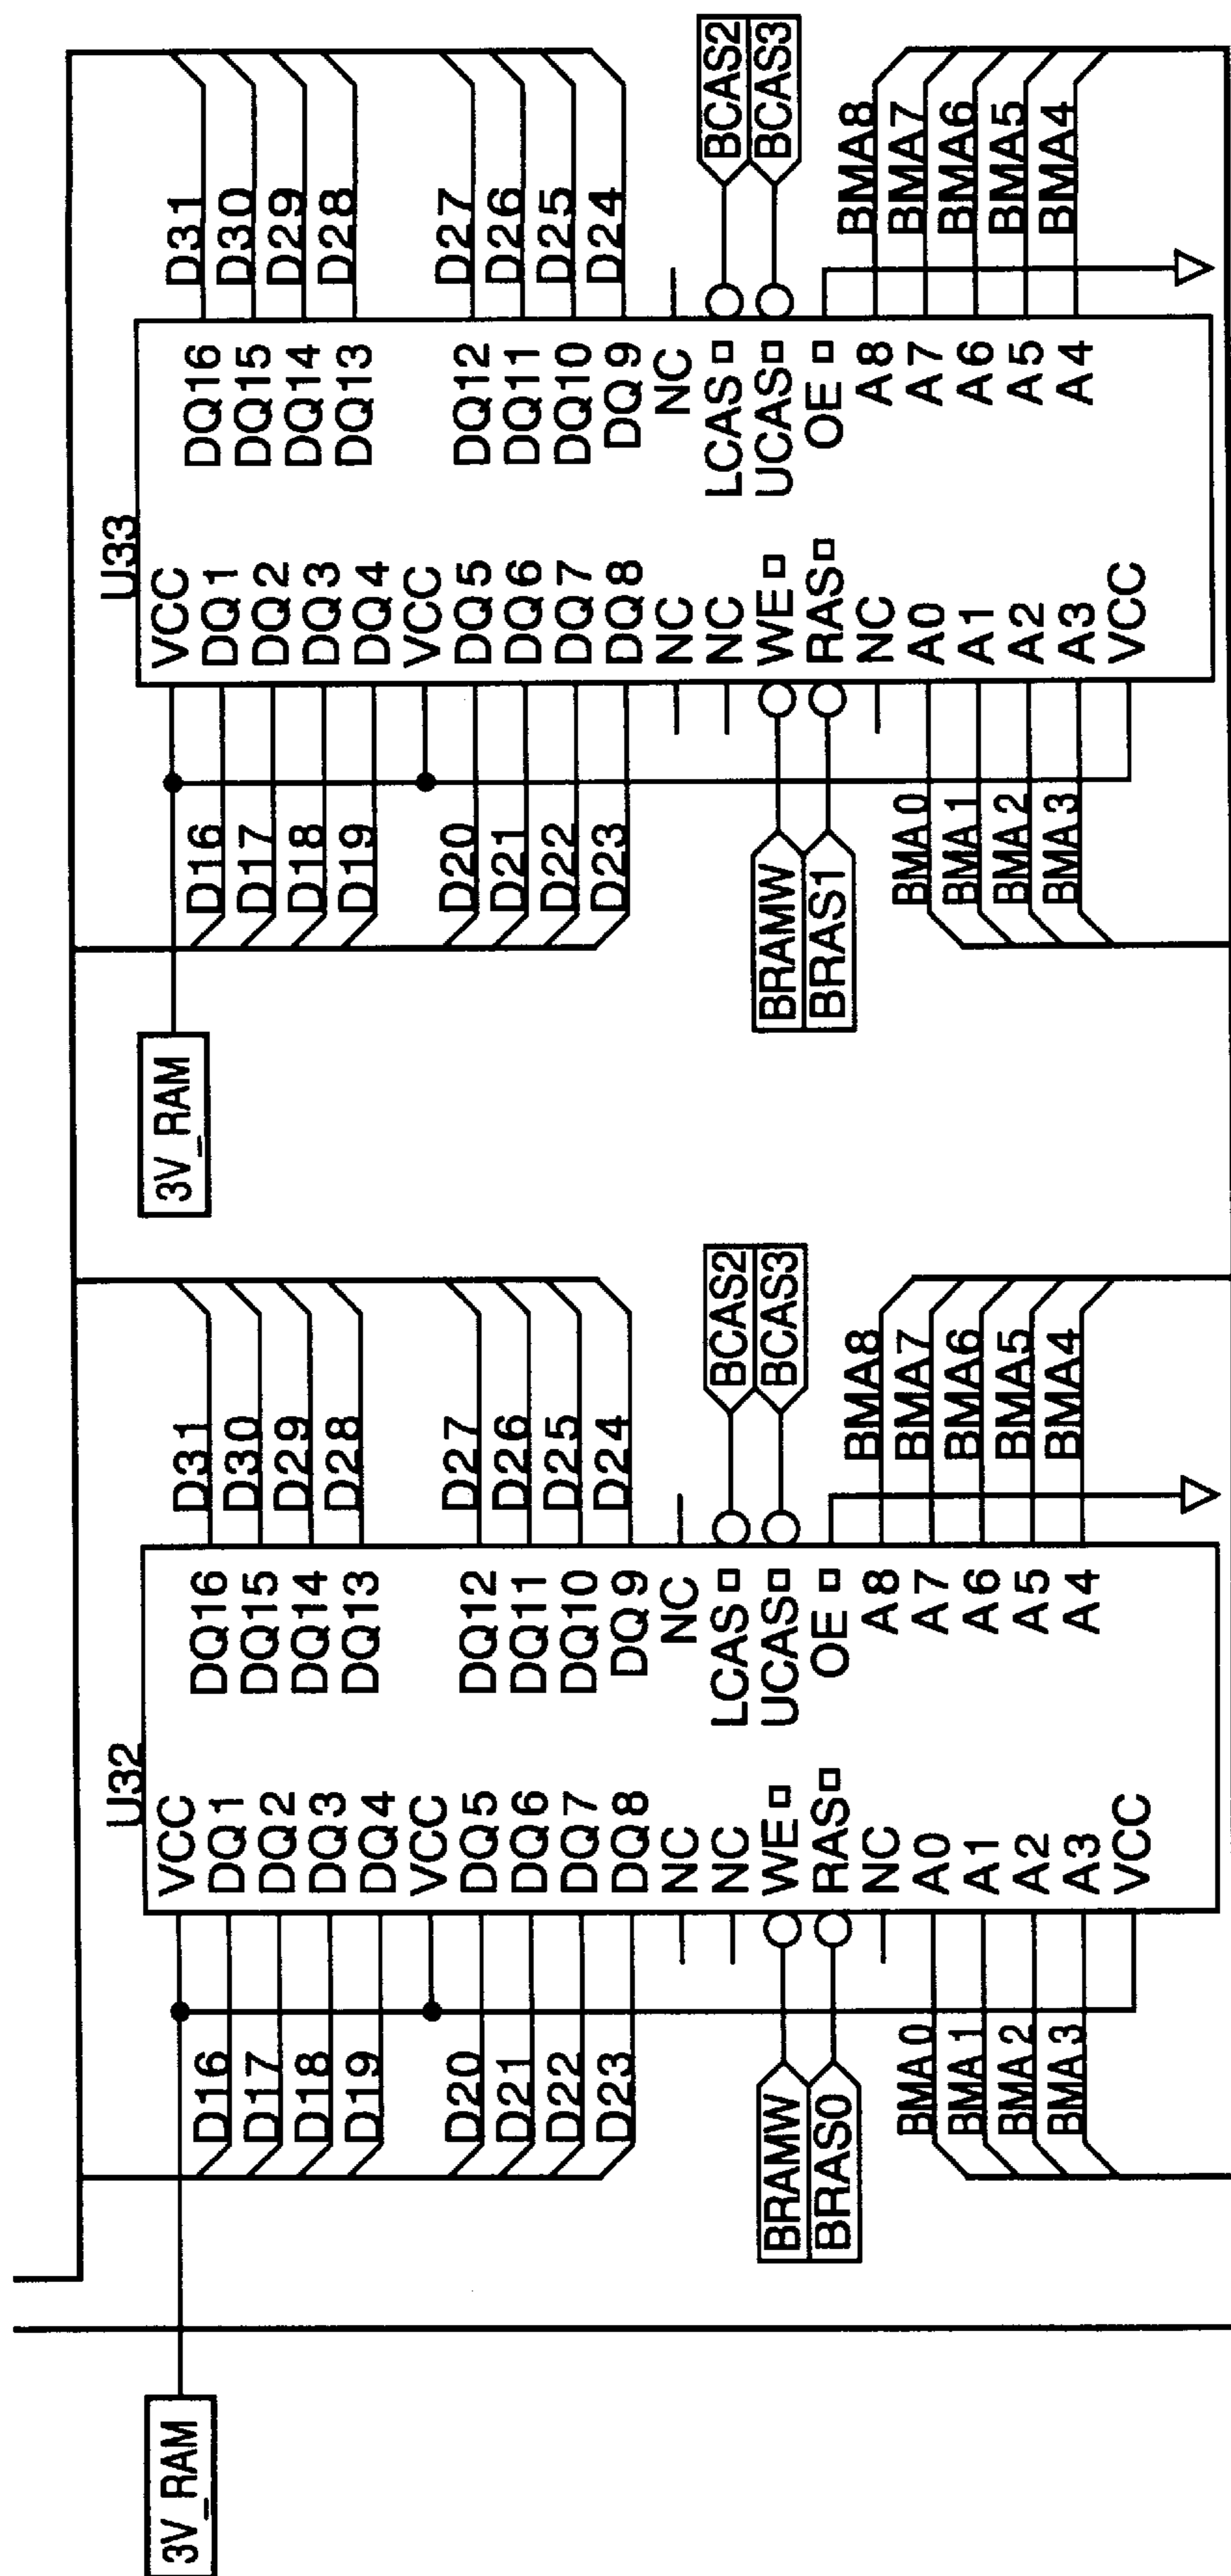 3V_RAM
U32
VCC
DQ1
DQ2
DQ3
DQ4
VCC
DQ5
DQ6
DQ7
DQ8
NC
NC
WE
RAS
NC
A0
A1
A2
A3
VCC
DQ16
DQ15
DQ14
DQ13
DQ12
DQ11
DQ10
DQ9
NC
LCAS
UCAS
OE
A8
A7
A6
A5
A4
D16
D17
D18
D19
D20
D21
D22
D23
BRAMW
BRAS0
BMA0
BMA1
BMA2
BMA3
D31
D30
D29
D28
D27
D26
D25
D24
BCAS2
BCAS3
BMA8
BMA7
BMA6
BMA5
BMA4
3V_RAM
U33
VCC
DQ1
DQ2
DQ3
DQ4
VCC
DQ5
DQ6
DQ7
DQ8
NC
NC
WE
RAS
NC
A0
A1
A2
A3
VCC
DQ16
DQ15
DQ14
DQ13
DQ12
DQ11
DQ10
DQ9
NC
LCAS
UCAS
OE
A8
A7
A6
A5
A4
D16
D17
D18
D19
D20
D21
D22
D23
BRAMW
BRAS1
BMA0
BMA1
BMA2
BMA3
D31
D30
D29
D28
D27
D26
D25
D24
BCAS2
BCAS3
BMA8
BMA7
BMA6
BMA5
BMA4